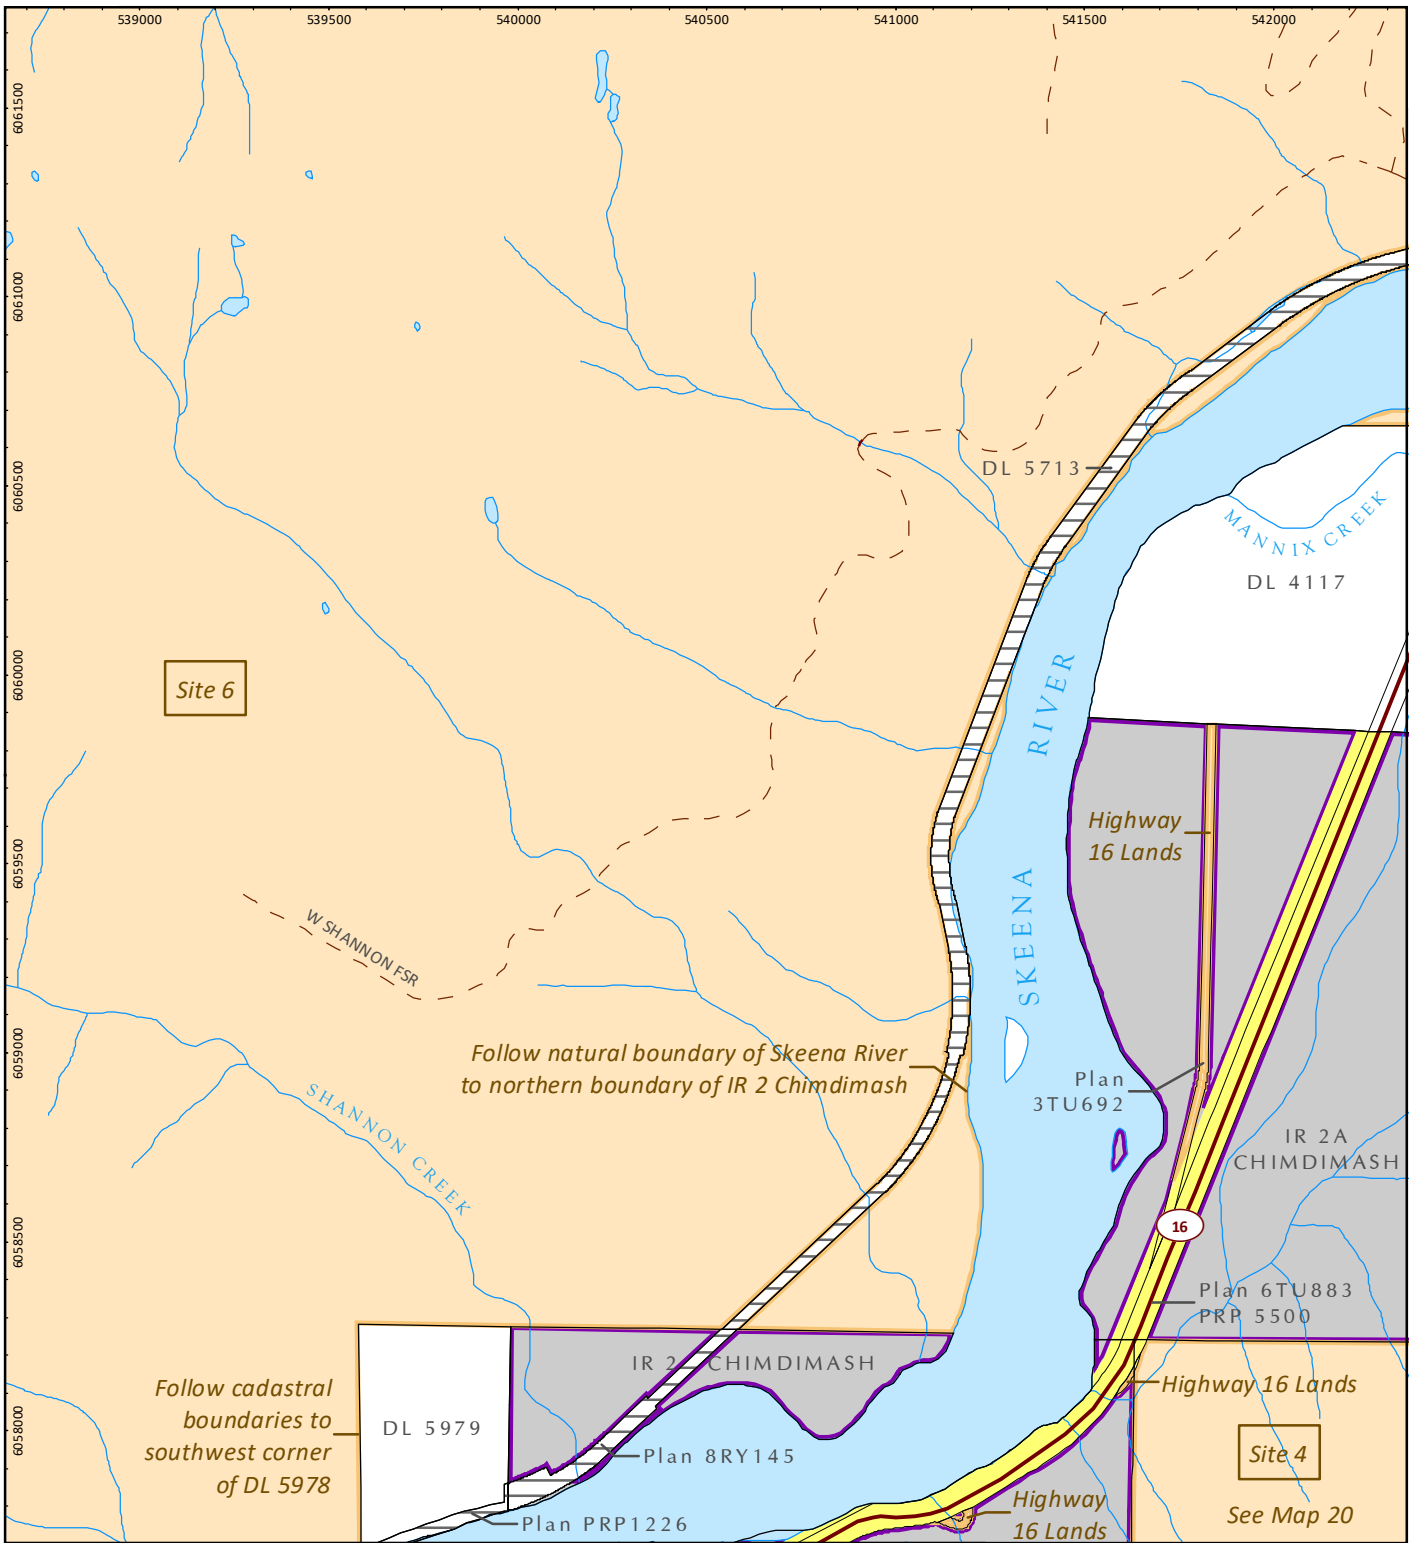 539000
539500
540000
540500
541000
541500
542000
6061500
6061000
6060500
6060000
6059500
6059000
6058500
6058000
DL 5713
MANNIX CREEK
DL 4117
Site 6
SKEENA RIVER
Highway
16 Lands
W SHANNON FSR
Follow natural boundary of Skeena River
to northern boundary of IR 2 Chimdimash
Plan
3TU692
SHANNON CREEK
IR 2A
CHIMDIMASH
16
Plan 6TU883
PRP 5500
IR 2 CHIMDIMASH
Highway 16 Lands
Follow cadastral
boundaries to
southwest corner
of DL 5978
DL 5979
Plan 8RY145
Site 4
Highway
16 Lands
See Map 20
Plan PRP1226